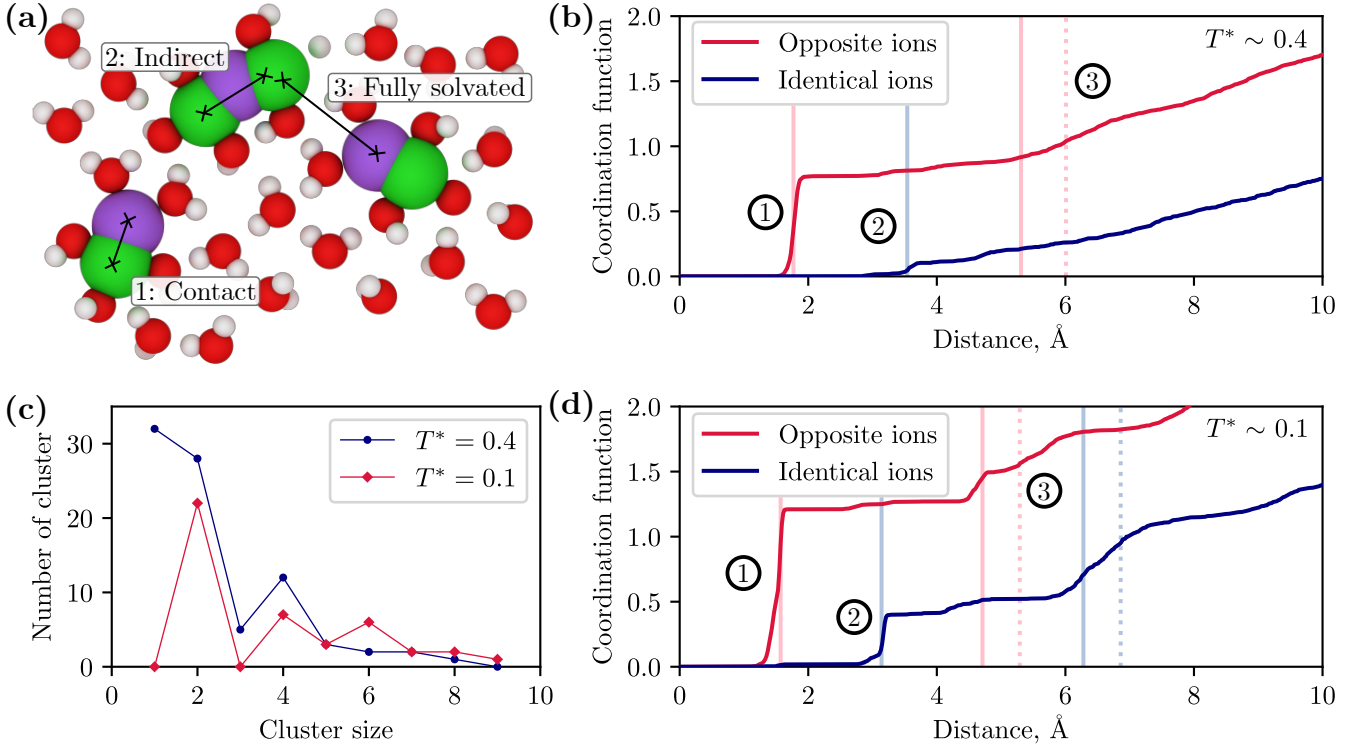 (a)
2: Indirect
3: Fully solvated
1: Contact
(b)
Coordination function
2.0
1.5
1.0
0.5
0.0
Opposite ions
Identical ions
T* ∼ 0.4
1
2
3
0 2 4 6 8 10
Distance, Å
(c)
Number of cluster
30
20
10
0
T* = 0.4
T* = 0.1
0 2 4 6 8 10
Cluster size
(d)
Coordination function
2.0
1.5
1.0
0.5
0.0
Opposite ions
Identical ions
T* ∼ 0.1
1
2
3
0 2 4 6 8 10
Distance, Å